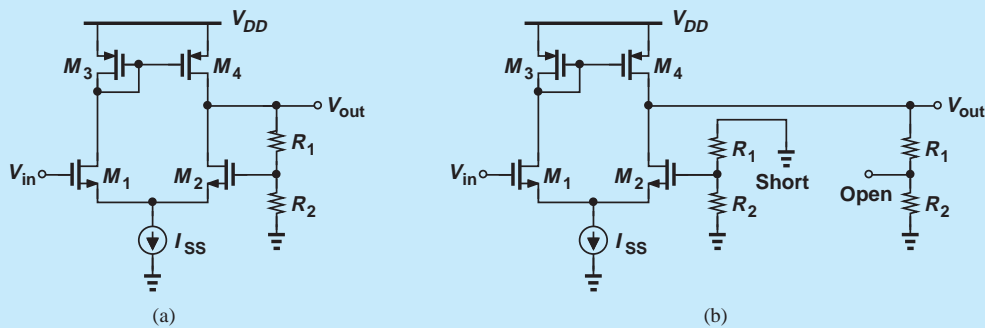 V_DD
M_3
M_4
V_out
R_1
V_in
M_1
M_2
R_2
I_SS
(a)
V_DD
M_3
M_4
V_out
R_1
R_1
Short
Open
V_in
M_1
M_2
R_2
R_2
I_SS
(b)